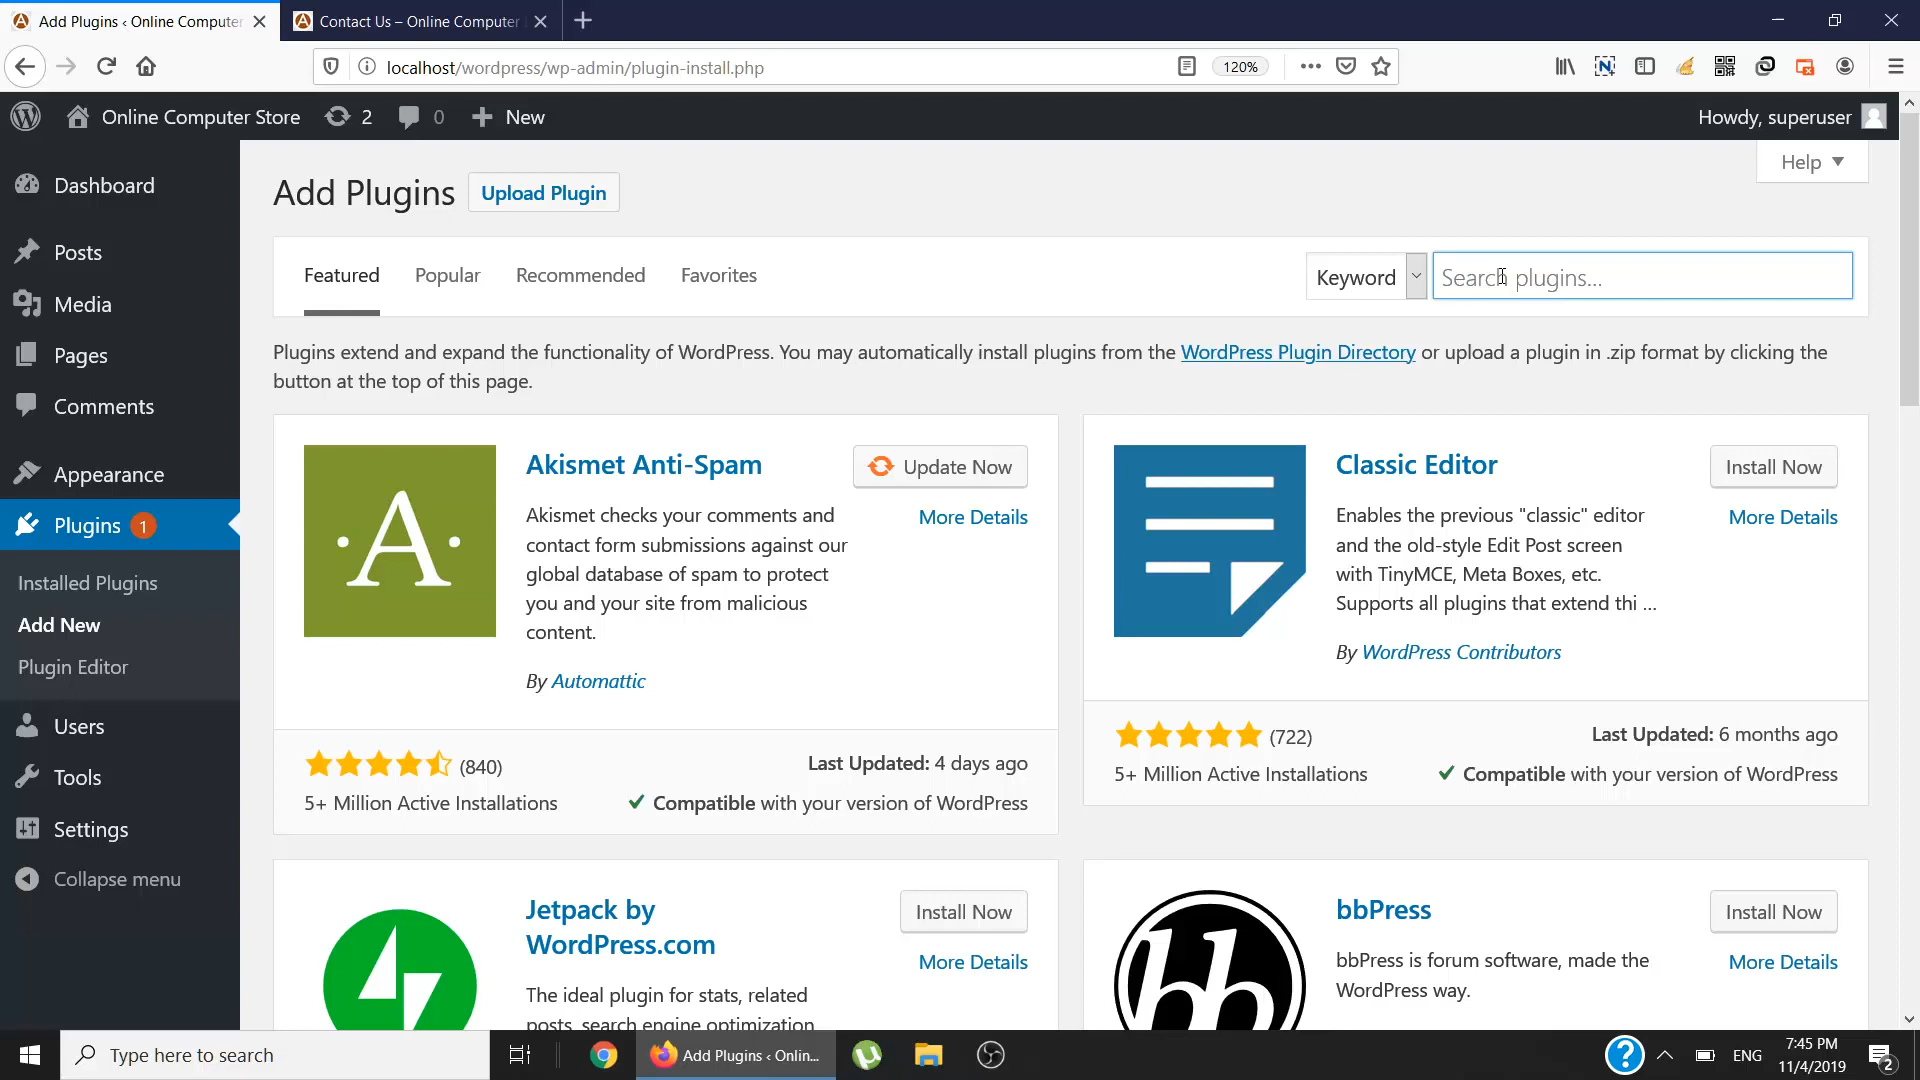 Add Plugins ‹ Online Computer
Contact Us – Online Computer
localhost/wordpress/wp-admin/plugin-install.php
120%
Online Computer Store
2
0
New
Howdy, superuser
Dashboard
Posts
Media
Pages
Comments
Appearance
Plugins 1
Installed Plugins
Add New
Plugin Editor
Users
Tools
Settings
Collapse menu
Help
Add Plugins
Upload Plugin
Featured
Popular
Recommended
Favorites
Keyword
Search plugins...
Plugins extend and expand the functionality of WordPress. You may automatically install plugins from the WordPress Plugin Directory or upload a plugin in .zip format by clicking the
button at the top of this page.
A
Akismet Anti-Spam
Update Now
More Details
Akismet checks your comments and
contact form submissions against our
global database of spam to protect
you and your site from malicious
content.
By Automattic
(840)
Last Updated: 4 days ago
5+ Million Active Installations
Compatible with your version of WordPress
Classic Editor
Install Now
More Details
Enables the previous "classic" editor
and the old-style Edit Post screen
with TinyMCE, Meta Boxes, etc.
Supports all plugins that extend thi ...
By WordPress Contributors
(722)
Last Updated: 6 months ago
5+ Million Active Installations
Compatible with your version of WordPress
Jetpack by
WordPress.com
Install Now
More Details
The ideal plugin for stats, related
posts, search engine optimization
bb
bbPress
Install Now
More Details
bbPress is forum software, made the
WordPress way.
Type here to search
Add Plugins ‹ Onlin...
ENG
7:45 PM
11/4/2019
2